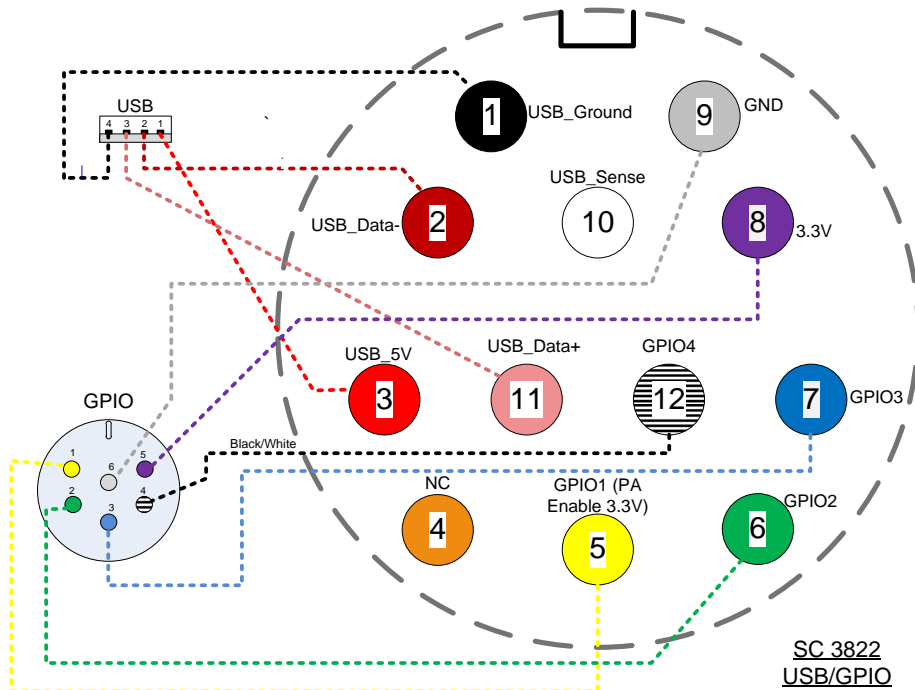 USB
4 3 2 1
1
USB_Ground
9
GND
USB_Sense
2
USB_Data-
10
8
3.3V
USB_5V
USB_Data+
GPIO4
3
11
12
7
GPIO3
GPIO
Black/White
1
6
5
2
3
4
NC
GPIO1 (PA
Enable 3.3V)
GPIO2
4
5
6
SC 3822
USB/GPIO